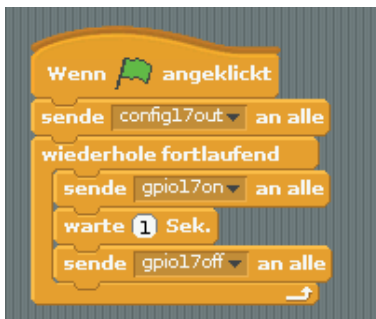 Wenn angeklickt
sende config17out an alle
wiederhole fortlaufend
sende gpio17on an alle
warte 1 Sek.
sende gpio17off an alle